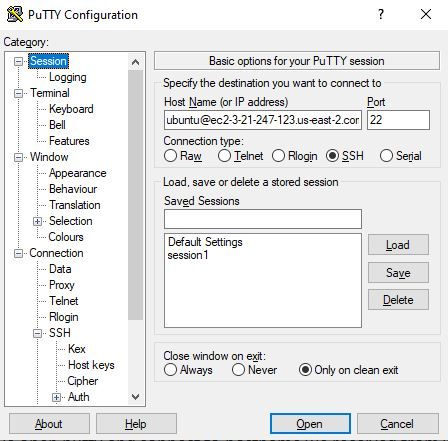 PuTTY Configuration
?
Category:
Session
Logging
Terminal
Keyboard
Bell
Features
Window
Appearance
Behaviour
Translation
Selection
Colours
Connection
Data
Proxy
Telnet
Rlogin
SSH
Kex
Host keys
Cipher
Auth
Basic options for your PuTTY session
Specify the destination you want to connect to
Host Name (or IP address) Port
ubuntu@ec2-3-21-247-123.us-east-2.cor 22
Connection type:
Raw Telnet Rlogin SSH Serial
Load, save or delete a stored session
Saved Sessions
Default Settings
session1
Load
Save
Delete
Close window on exit:
Always Never Only on clean exit
About Help Open Cancel